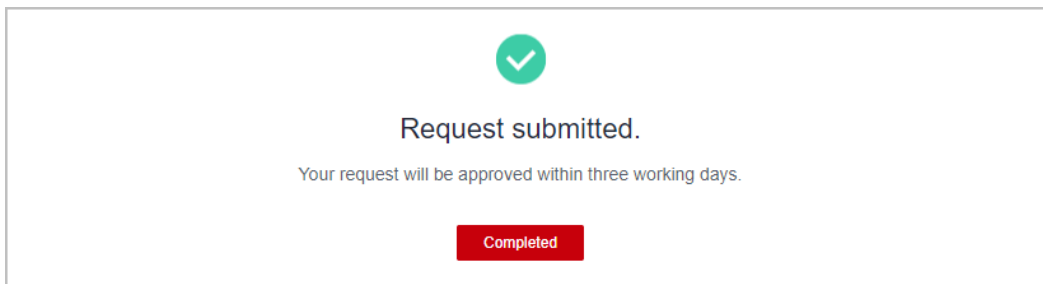 Request submitted.
Your request will be approved within three working days.
Completed